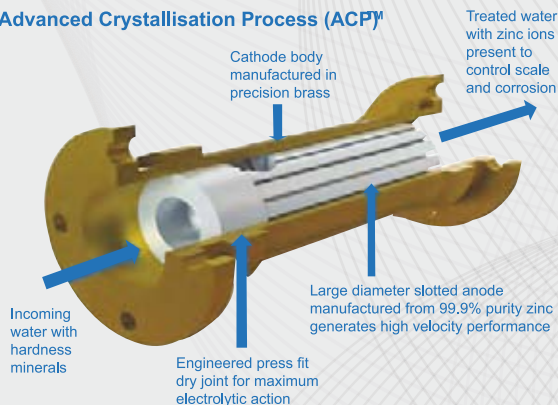 Advanced Crystallisation Process (ACP)™
Treated water
with zinc ions
present to
control scale
and corrosion
Cathode body
manufactured in
precision brass
Large diameter slotted anode
manufactured from 99.9% purity zinc
generates high velocity performance
Incoming
water with
hardness
minerals
Engineered press fit
dry joint for maximum
electrolytic action